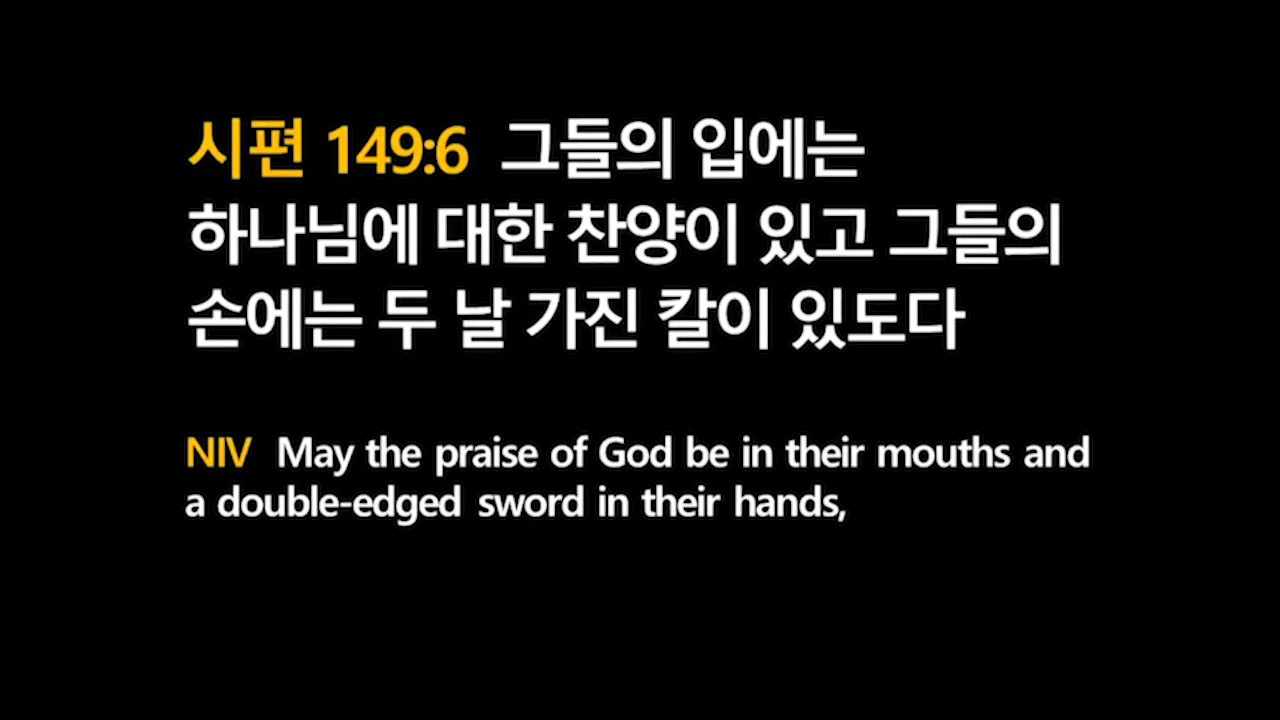 시편 149:6 그들의 입에는
하나님에 대한 찬양이 있고 그들의
손에는 두 날 가진 칼이 있도다
NIV May the praise of God be in their mouths and
a double-edged sword in their hands,